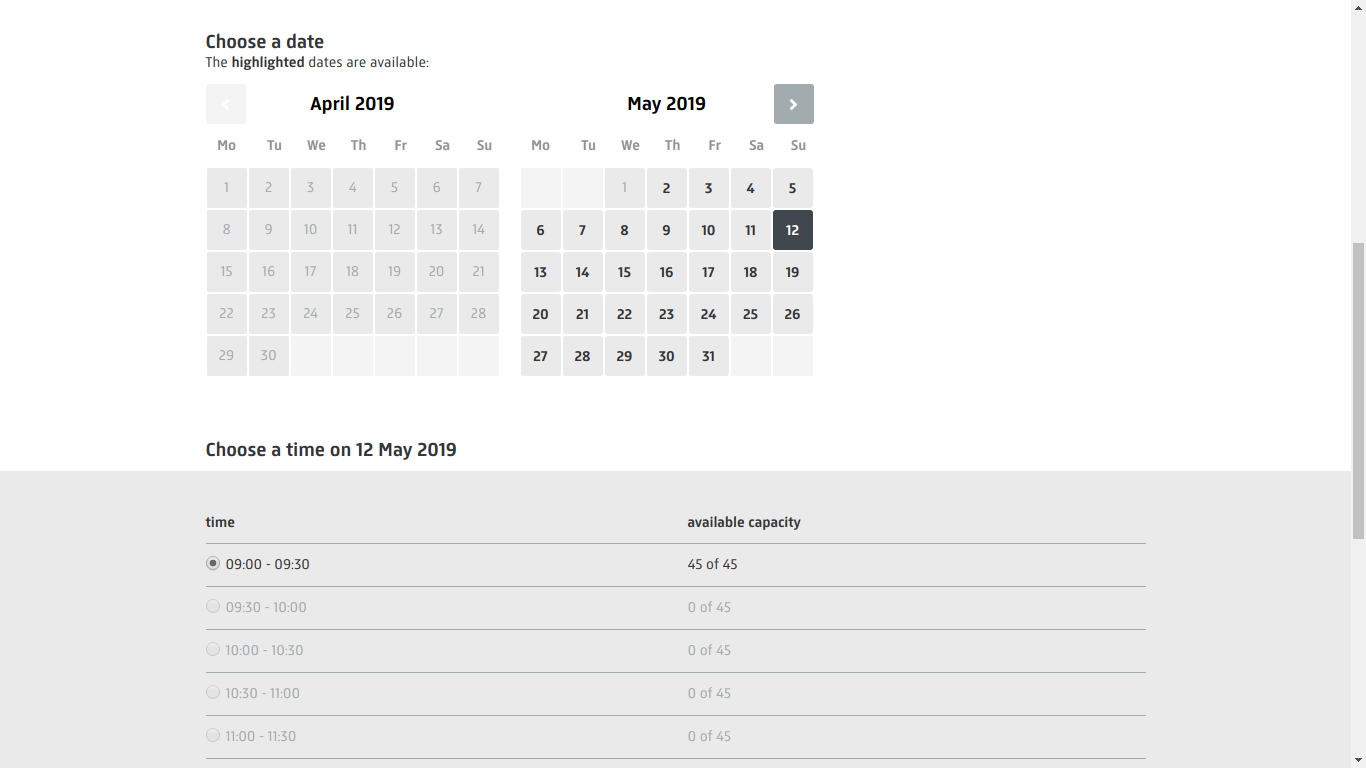 Choose a date
The highlighted dates are available:
April 2019 May 2019
Mo Tu We Th Fr Sa Su Mo Tu We Th Fr Sa Su
1 2 3 4 5 6 7 1 2 3 4 5
8 9 10 11 12 13 14 6 7 8 9 10 11 12
15 16 17 18 19 20 21 13 14 15 16 17 18 19
22 23 24 25 26 27 28 20 21 22 23 24 25 26
29 30 27 28 29 30 31
Choose a time on 12 May 2019
time available capacity
09:00 - 09:30 45 of 45
09:30 - 10:00 0 of 45
10:00 - 10:30 0 of 45
10:30 - 11:00 0 of 45
11:00 - 11:30 0 of 45